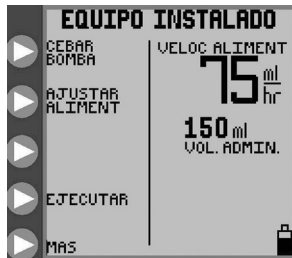 EQUIPO INSTALADO
CEBAR
BOMBA
AJUSTAR
ALIMENT
EJECUTAR
MAS
VELOC ALIMENT
75 ml/hr
150 ml
VOL. ADMIN.